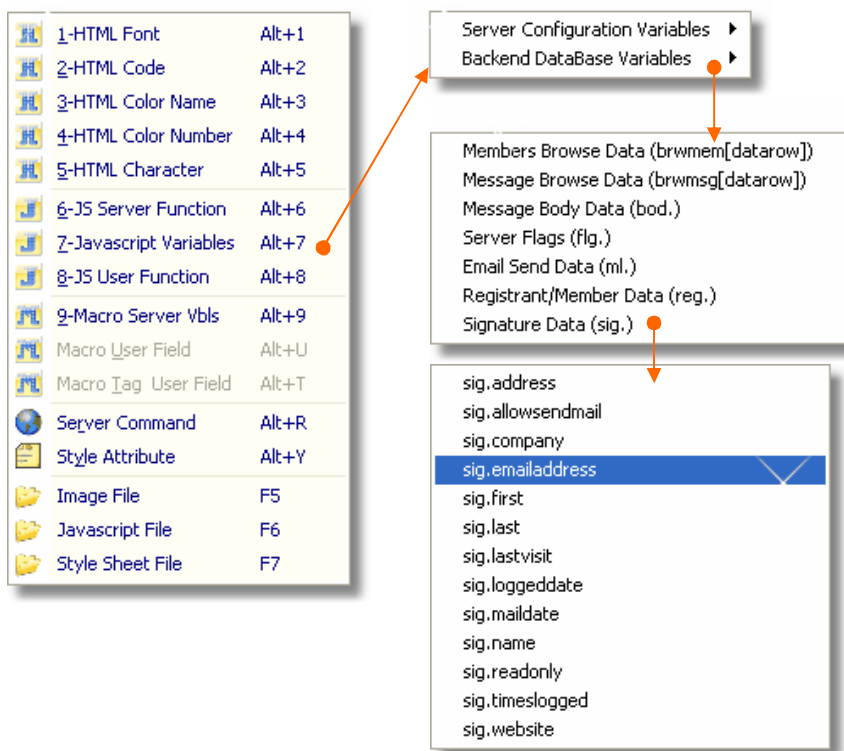 1-HTML Font Alt+1
2-HTML Code Alt+2
3-HTML Color Name Alt+3
4-HTML Color Number Alt+4
5-HTML Character Alt+5
6-JS Server Function Alt+6
7-Javascript Variables Alt+7
8-JS User Function Alt+8
9-Macro Server Vbls Alt+9
Macro User Field Alt+U
Macro Tag User Field Alt+T
Server Command Alt+R
Style Attribute Alt+Y
Image File F5
Javascript File F6
Style Sheet File F7
Server Configuration Variables
Backend DataBase Variables
Members Browse Data (brwmem[datarow])
Message Browse Data (brwmsg[datarow])
Message Body Data (bod.)
Server Flags (flg.)
Email Send Data (ml.)
Registrant/Member Data (reg.)
Signature Data (sig.)
sig.address
sig.allowsendmail
sig.company
sig.emailaddress
sig.first
sig.last
sig.lastvisit
sig.loggeddate
sig.maildate
sig.name
sig.readonly
sig.timeslogged
sig.website